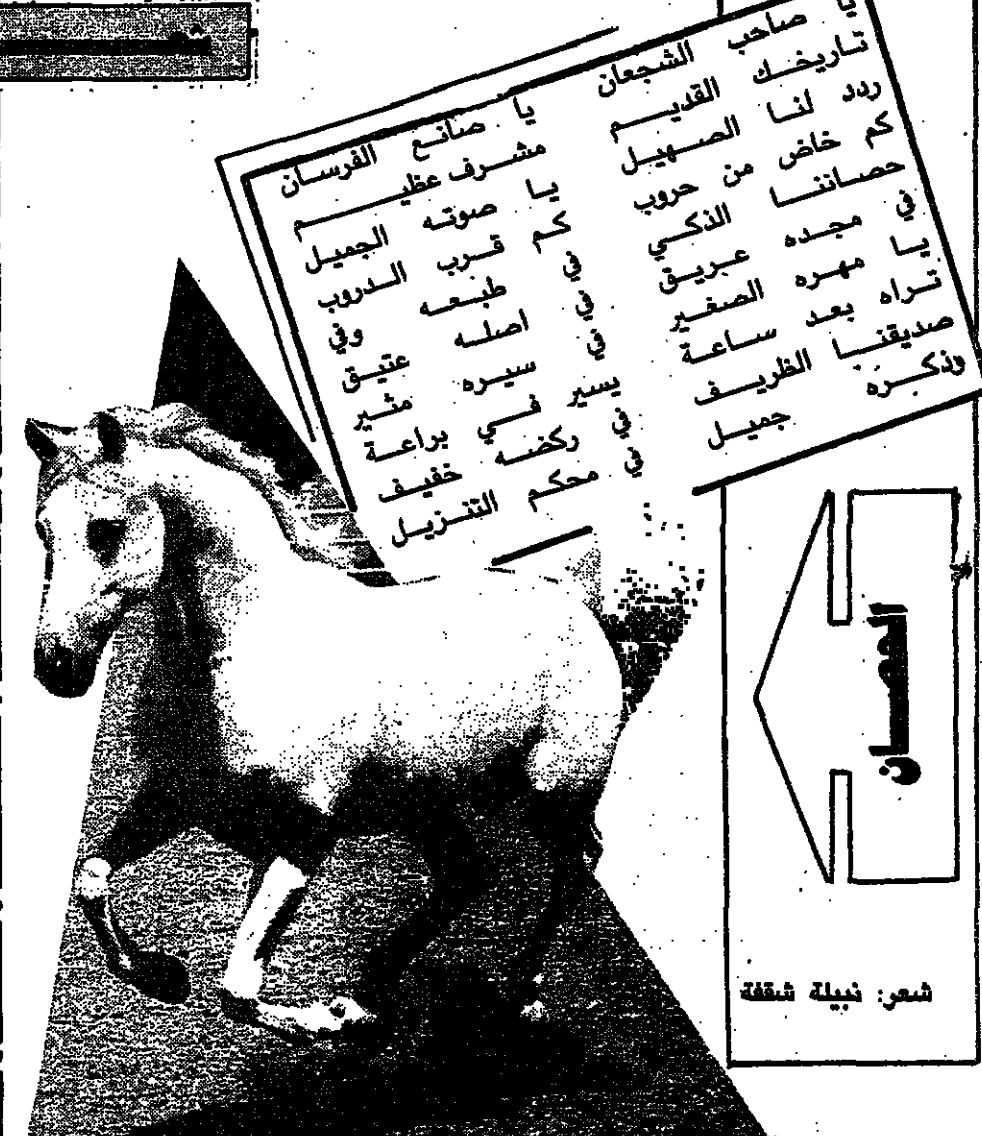 يا صاحب الشجعان يا صانع الفرسان
تاريخك القديم مشرف عظيم
ردد لنا الصهيل يا صوته الجميل
كم خاض من حروب كم قرب الدروب
حصاننا الذكي في طبعه وفي
في مجده عريق في اصله عتيق
يا مهره الصغير في سيره مثير
تراه بعد ساعة يسير في براعة
صديقنا الظريف في ركضه خفيف
وذكره جميل في محكم التنزيل
الحصان
شعر: نبيلة شقفة